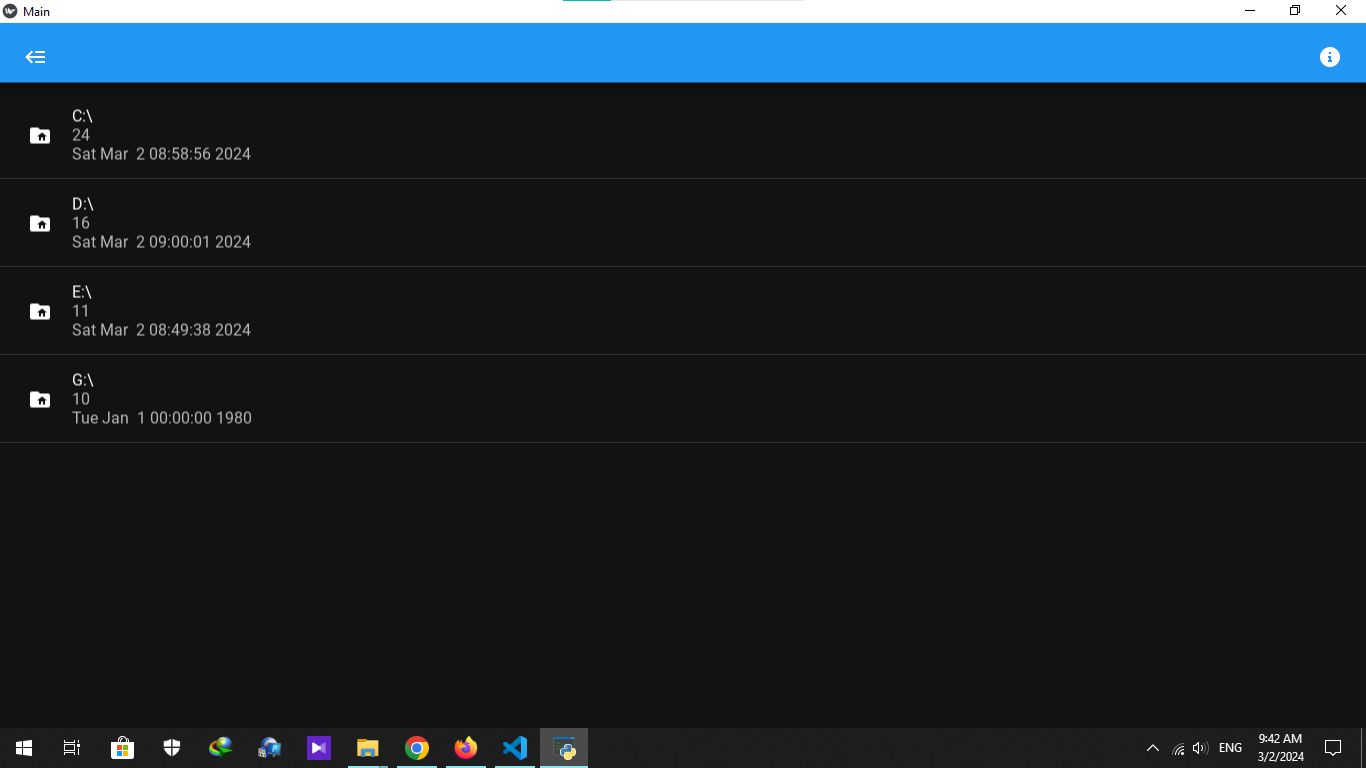 Main
C:\
24
Sat Mar  2 08:58:56 2024
D:\
16
Sat Mar  2 09:00:01 2024
E:\
11
Sat Mar  2 08:49:38 2024
G:\
10
Tue Jan  1 00:00:00 1980
ENG
9:42 AM
3/2/2024